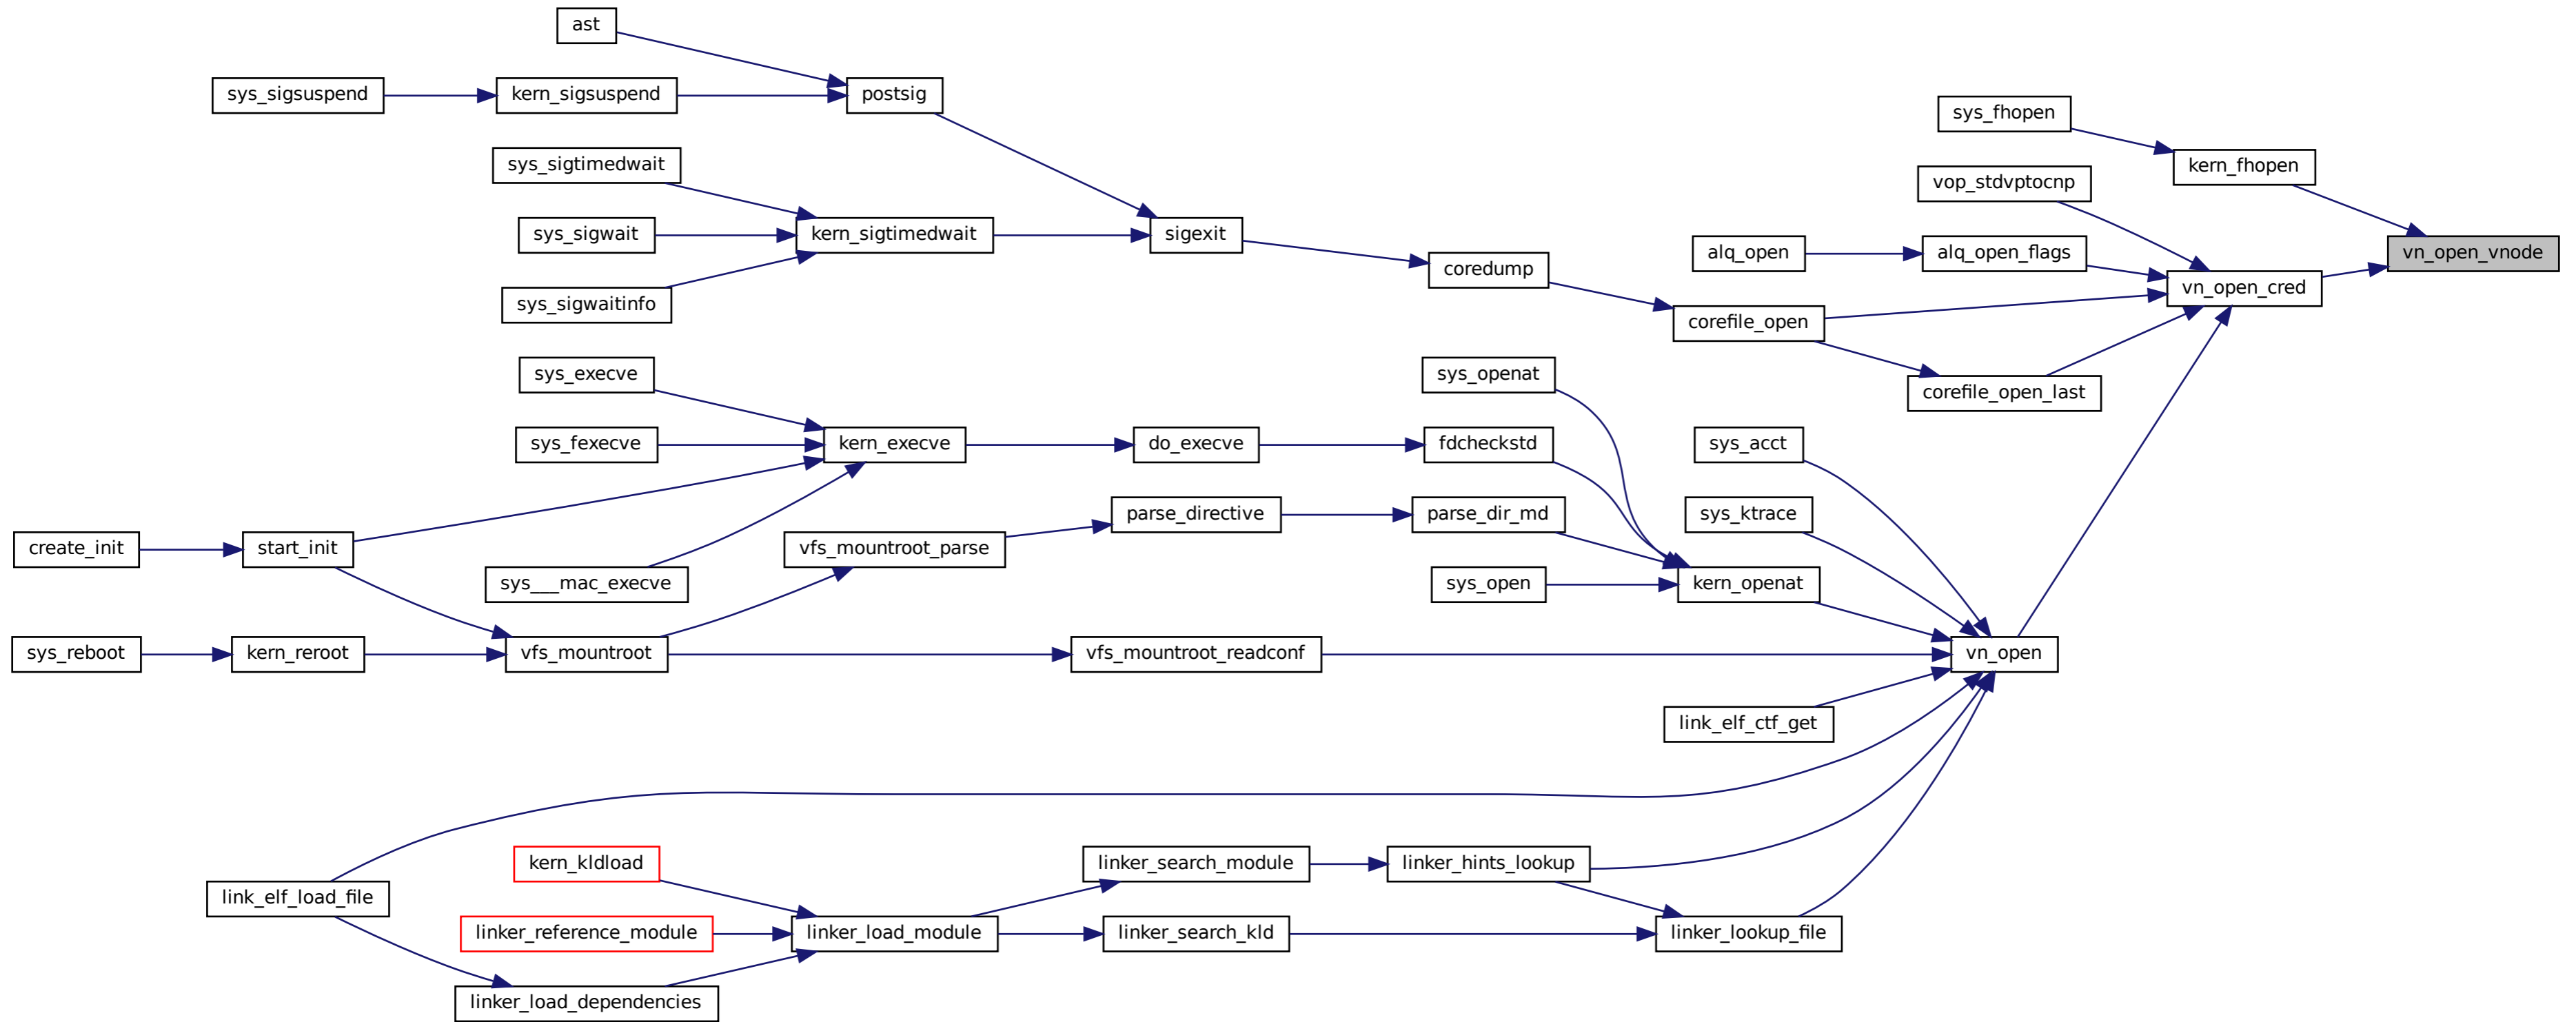 ast
sys_sigsuspend
kern_sigsuspend
postsig
sys_fhopen
kern_fhopen
sys_sigtimedwait
vop_stdvptocnp
sys_sigwait
kern_sigtimedwait
sigexit
alq_open
alq_open_flags
vn_open_vnode
coredump
vn_open_cred
sys_sigwaitinfo
corefile_open
sys_execve
sys_openat
corefile_open_last
sys_fexecve
kern_execve
do_execve
fdcheckstd
sys_acct
parse_directive
parse_dir_md
sys_ktrace
create_init
start_init
vfs_mountroot_parse
sys___mac_execve
sys_open
kern_openat
sys_reboot
kern_reroot
vfs_mountroot
vfs_mountroot_readconf
vn_open
link_elf_ctf_get
kern_kldload
linker_search_module
linker_hints_lookup
link_elf_load_file
linker_reference_module
linker_load_module
linker_search_kld
linker_lookup_file
linker_load_dependencies